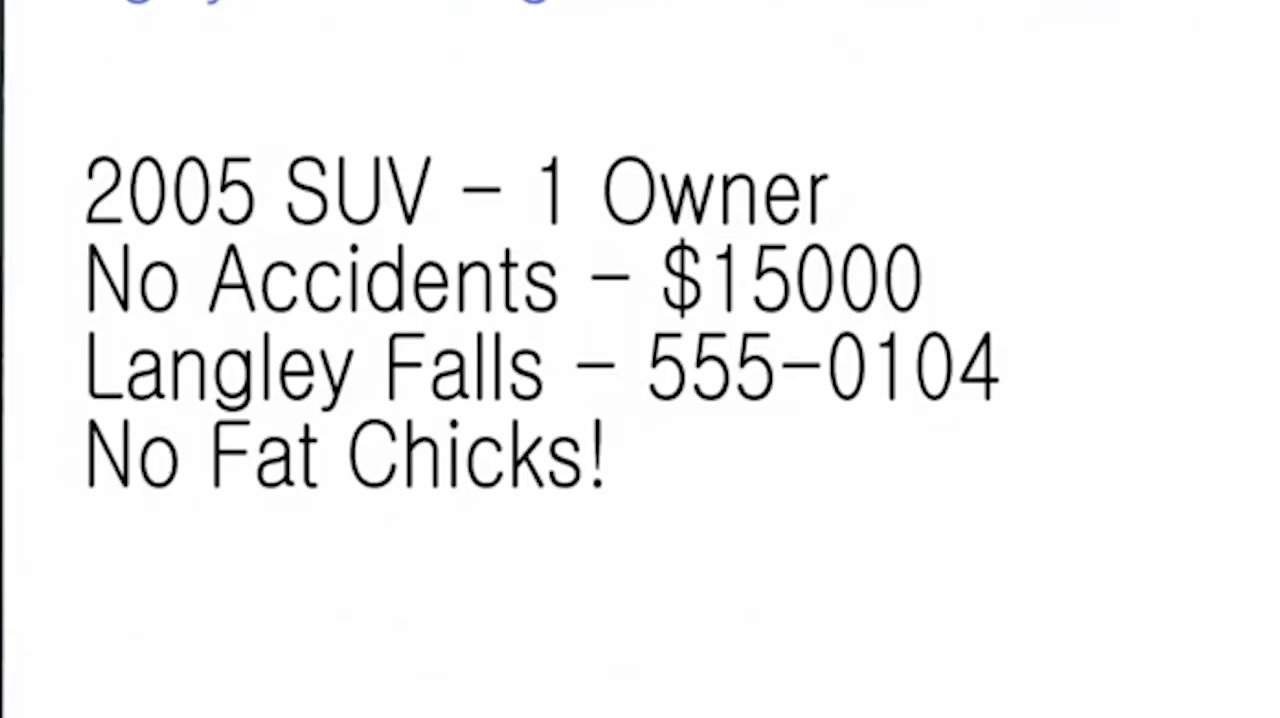 2005 SUV - 1 Owner
No Accidents - $15000
Langley Falls - 555-0104
No Fat Chicks!